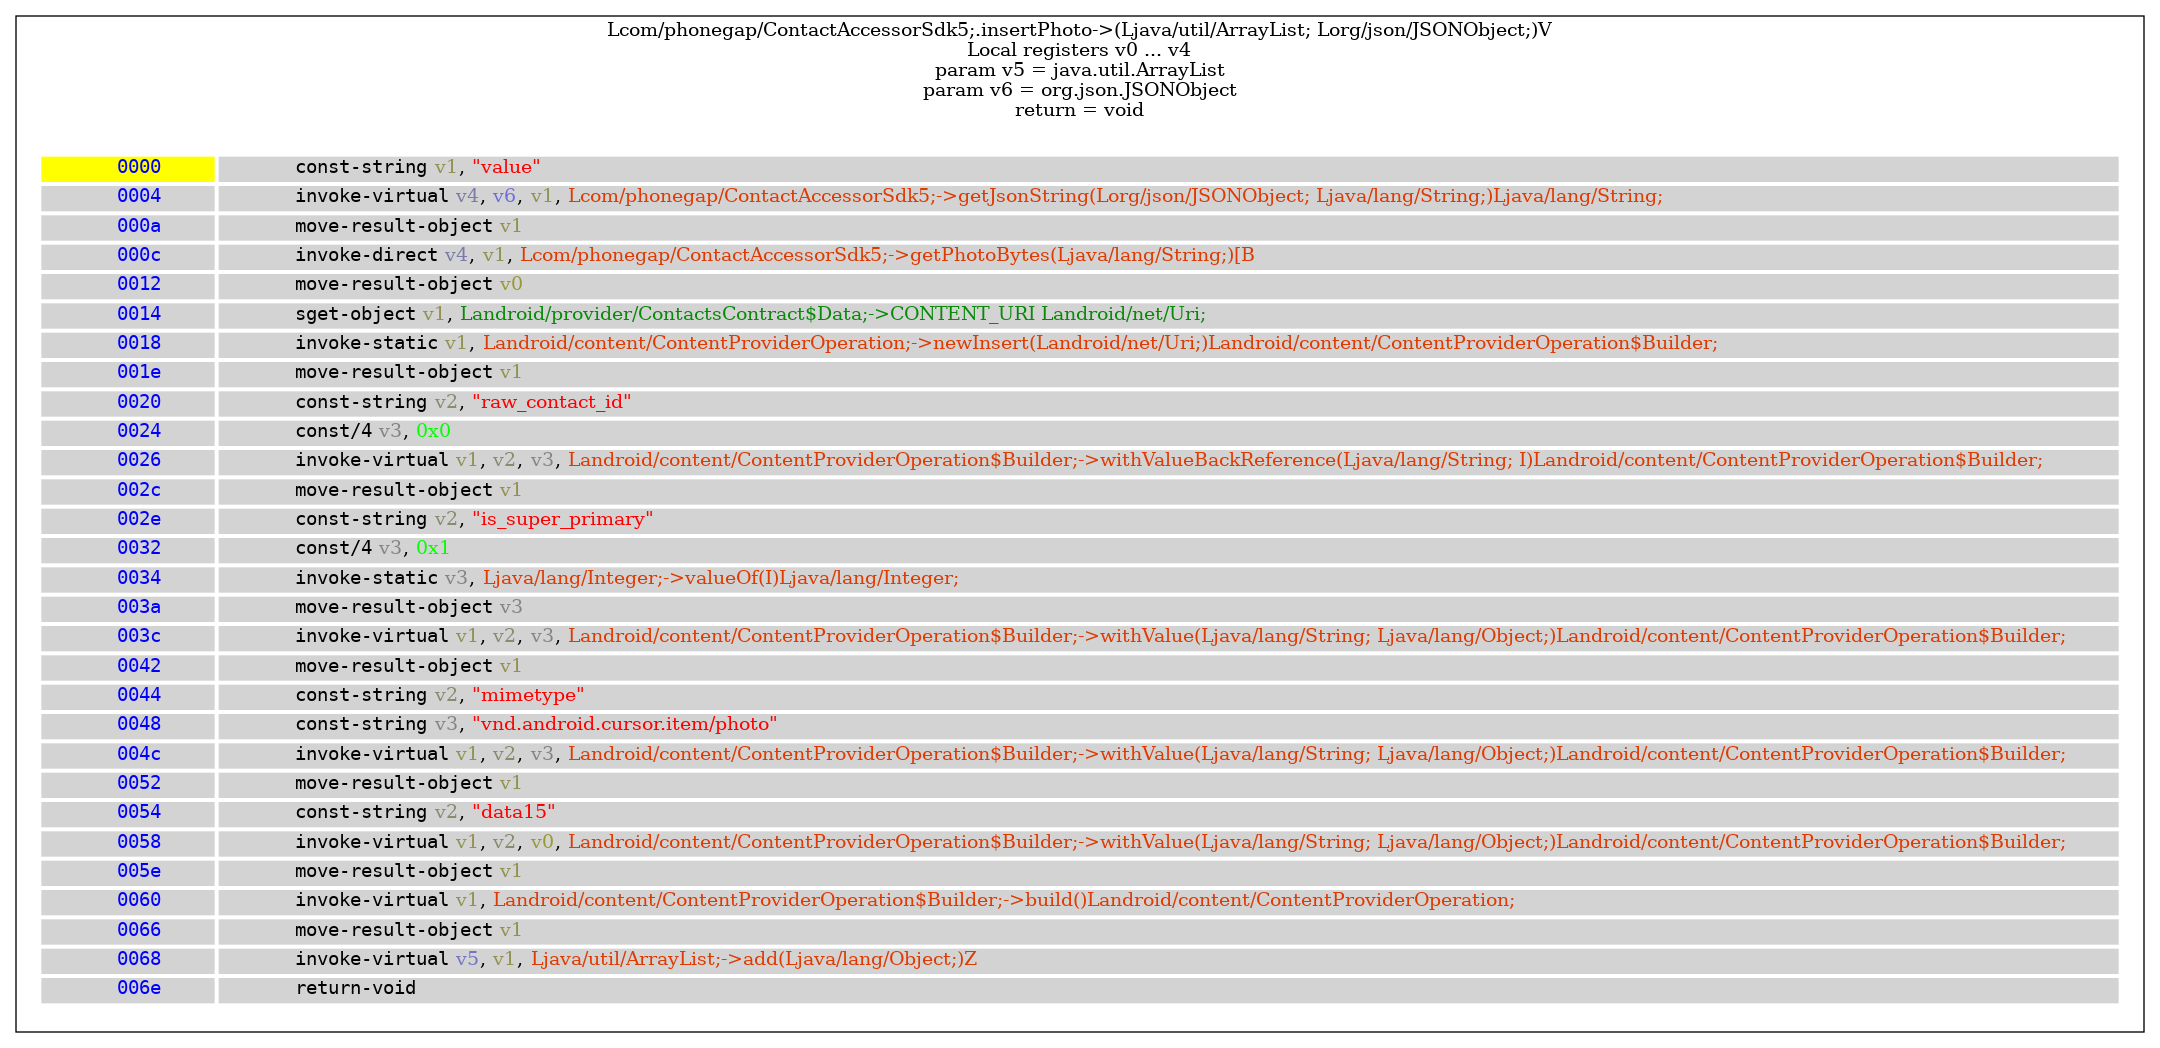 Lcom/phonegap/ContactAccessorSdk5;.insertPhoto->(Ljava/util/ArrayList; Lorg/json/JSONObject;)V
Local registers v0 ... v4
param v5 = java.util.ArrayList
param v6 = org.json.JSONObject
return = void
0000 const-string v1, "value"
0004 invoke-virtual v4, v6, v1, Lcom/phonegap/ContactAccessorSdk5;->getJsonString(Lorg/json/JSONObject; Ljava/lang/String;)Ljava/lang/String;
000a move-result-object v1
000c invoke-direct v4, v1, Lcom/phonegap/ContactAccessorSdk5;->getPhotoBytes(Ljava/lang/String;)[B
0012 move-result-object v0
0014 sget-object v1, Landroid/provider/ContactsContract$Data;->CONTENT_URI Landroid/net/Uri;
0018 invoke-static v1, Landroid/content/ContentProviderOperation;->newInsert(Landroid/net/Uri;)Landroid/content/ContentProviderOperation$Builder;
001e move-result-object v1
0020 const-string v2, "raw_contact_id"
0024 const/4 v3, 0x0
0026 invoke-virtual v1, v2, v3, Landroid/content/ContentProviderOperation$Builder;->withValueBackReference(Ljava/lang/String; I)Landroid/content/ContentProviderOperation$Builder;
002c move-result-object v1
002e const-string v2, "is_super_primary"
0032 const/4 v3, 0x1
0034 invoke-static v3, Ljava/lang/Integer;->valueOf(I)Ljava/lang/Integer;
003a move-result-object v3
003c invoke-virtual v1, v2, v3, Landroid/content/ContentProviderOperation$Builder;->withValue(Ljava/lang/String; Ljava/lang/Object;)Landroid/content/ContentProviderOperation$Builder;
0042 move-result-object v1
0044 const-string v2, "mimetype"
0048 const-string v3, "vnd.android.cursor.item/photo"
004c invoke-virtual v1, v2, v3, Landroid/content/ContentProviderOperation$Builder;->withValue(Ljava/lang/String; Ljava/lang/Object;)Landroid/content/ContentProviderOperation$Builder;
0052 move-result-object v1
0054 const-string v2, "data15"
0058 invoke-virtual v1, v2, v0, Landroid/content/ContentProviderOperation$Builder;->withValue(Ljava/lang/String; Ljava/lang/Object;)Landroid/content/ContentProviderOperation$Builder;
005e move-result-object v1
0060 invoke-virtual v1, Landroid/content/ContentProviderOperation$Builder;->build()Landroid/content/ContentProviderOperation;
0066 move-result-object v1
0068 invoke-virtual v5, v1, Ljava/util/ArrayList;->add(Ljava/lang/Object;)Z
006e return-void